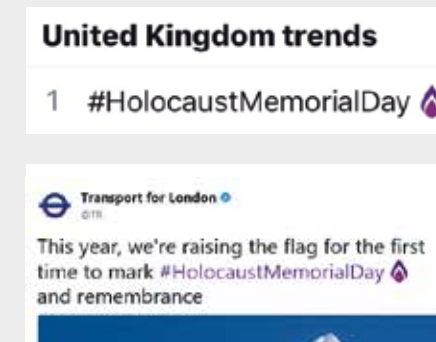 United Kingdom trends
1 #HolocaustMemorialDay
Transport for London
@TfL
This year, we're raising the flag for the first
time to mark #HolocaustMemorialDay
and remembrance